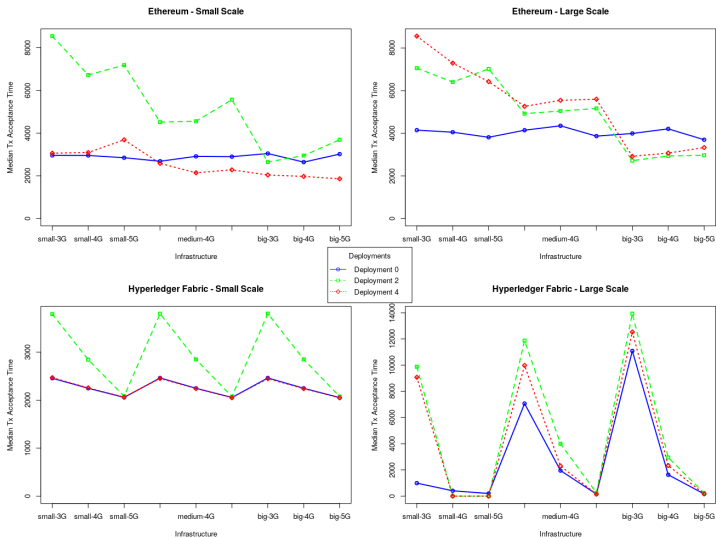 Ethereum - Small Scale
Median Tx Acceptance Time
0 2000 4000 6000 8000
small-3G small-4G small-5G medium-4G big-3G big-4G big-5G
Infrastructure
Ethereum - Large Scale
Median Tx Acceptance Time
0 2000 4000 6000 8000
small-3G small-4G small-5G medium-4G big-3G big-4G big-5G
Infrastructure
Deployments
Deployment 0
Deployment 2
Deployment 4
Hyperledger Fabric - Small Scale
Median Tx Acceptance Time
0 1000 2000 3000
small-3G small-4G small-5G medium-4G big-3G big-4G big-5G
Infrastructure
Hyperledger Fabric - Large Scale
Median Tx Acceptance Time
0 2000 4000 6000 8000 10000 12000 14000
small-3G small-4G small-5G medium-4G big-3G big-4G big-5G
Infrastructure